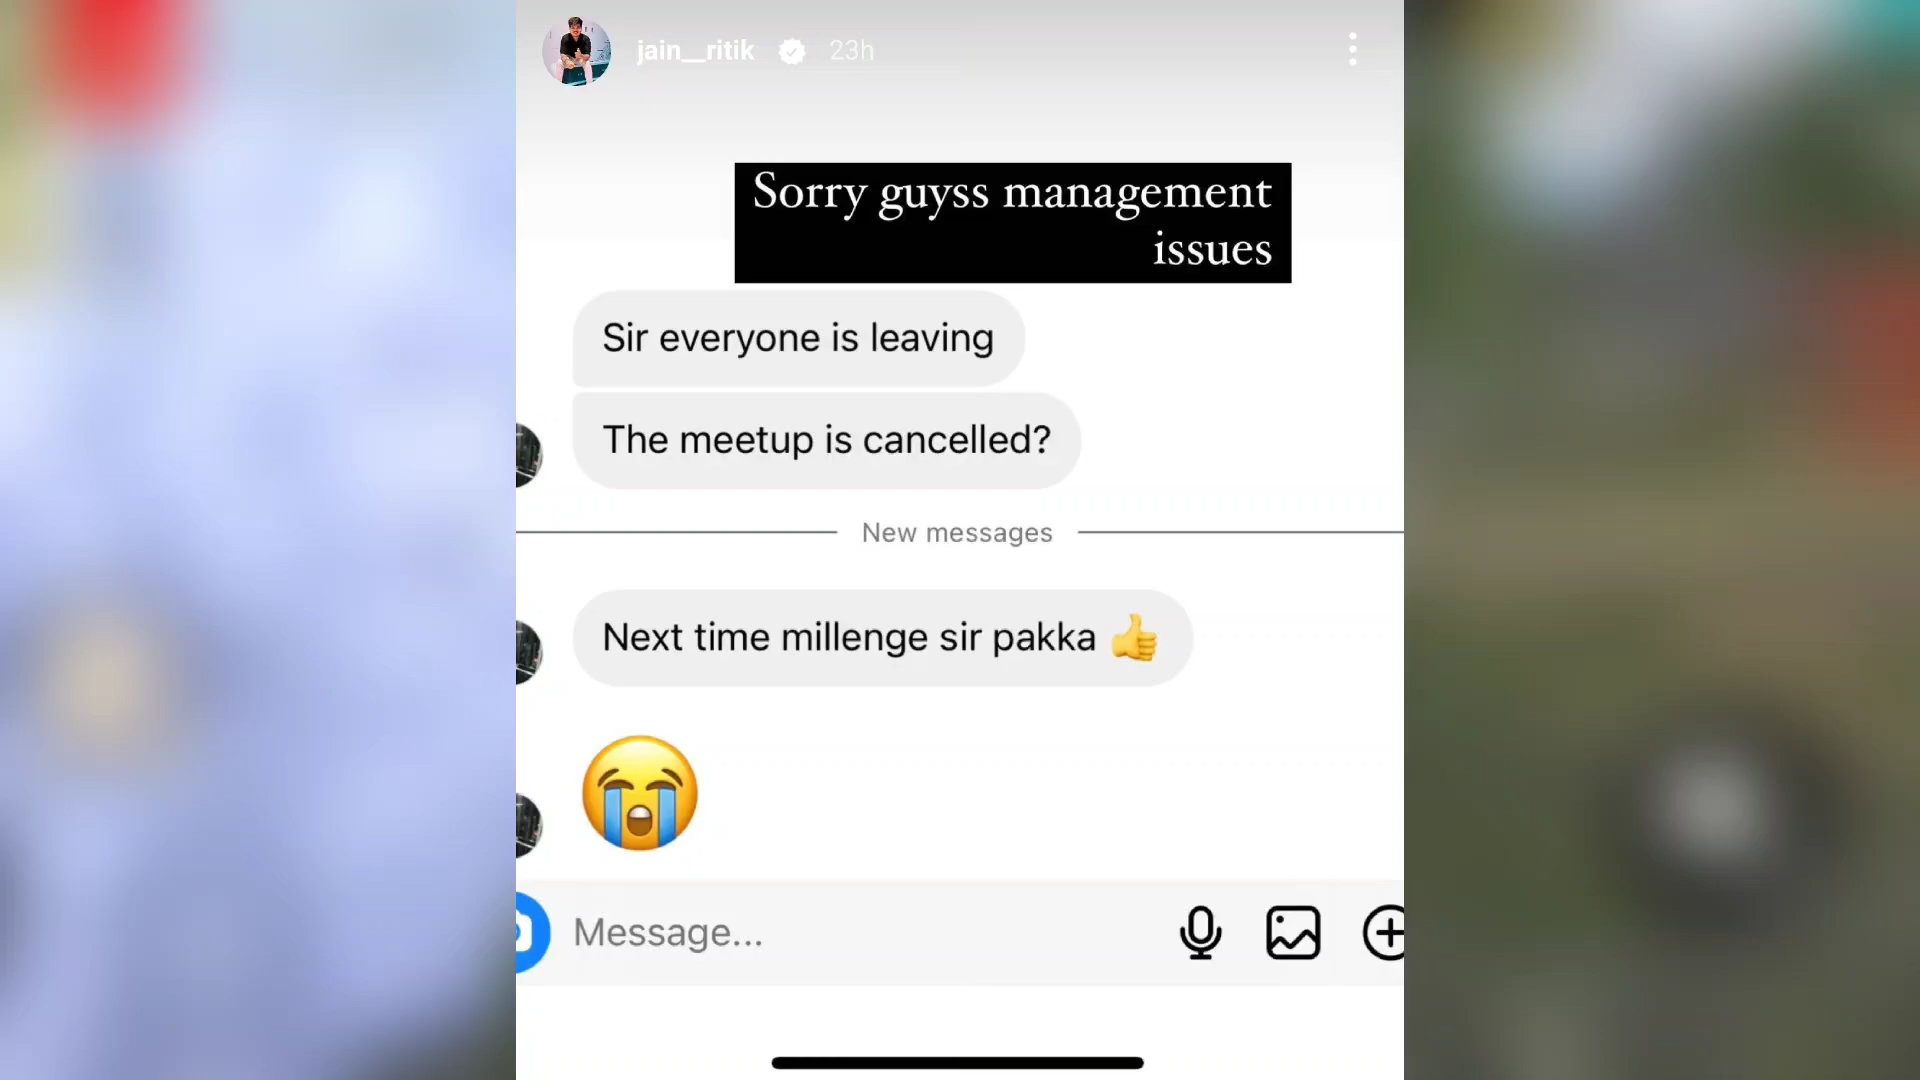 jain__ritik 23h
Sorry guyss management
issues
Sir everyone is leaving
The meetup is cancelled?
New messages
Next time millenge sir pakka 👍
😭
Message...